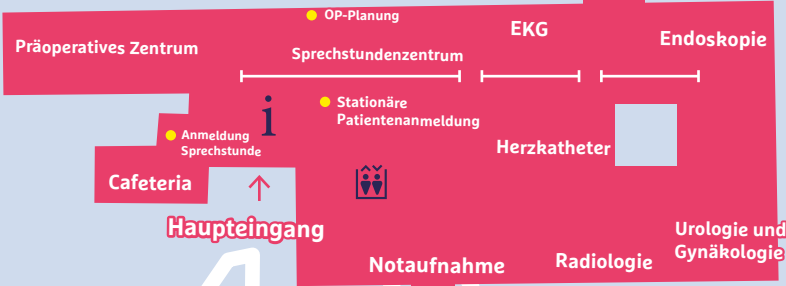 OP-Planung
EKG
Endoskopie
Präoperatives Zentrum
Sprechstundenzentrum
i
Stationäre
Patientenanmeldung
Anmeldung
Sprechstunde
Herzkatheter
Cafeteria
Haupteingang
Urologie und
Gynäkologie
Notaufnahme
Radiologie
4